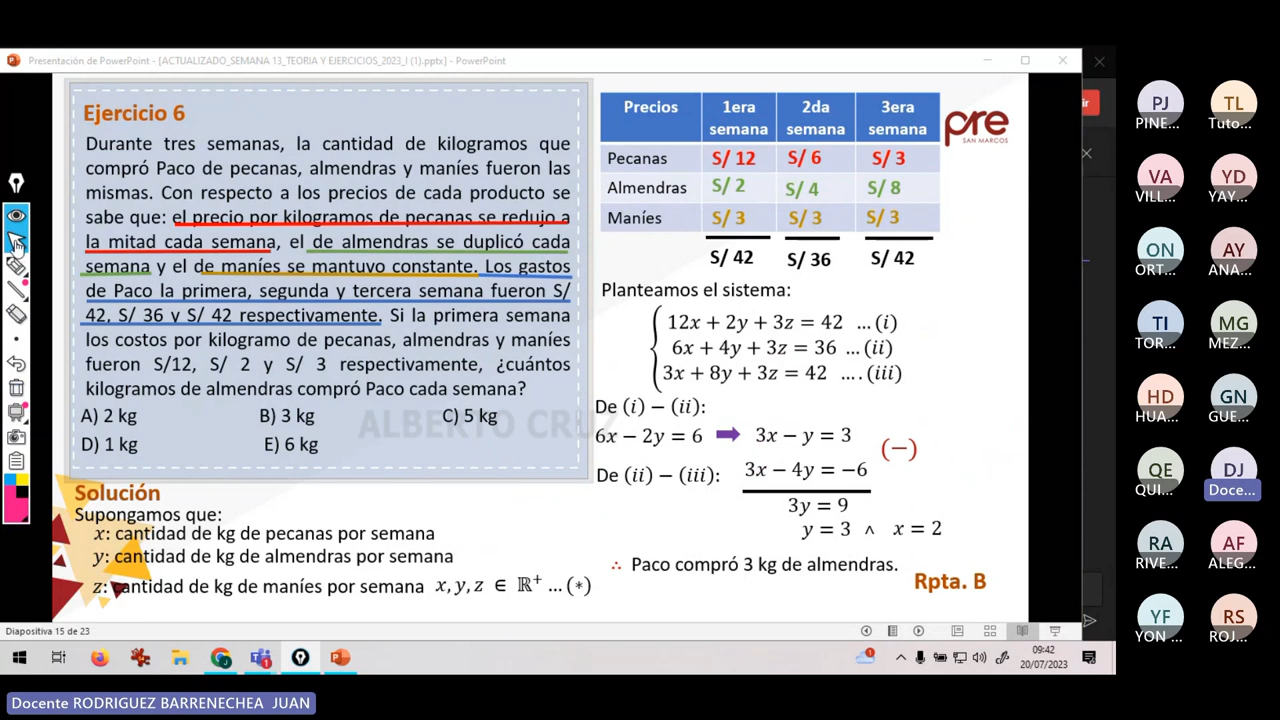 Presentación de PowerPoint - [ACTUALIZADO_SEMANA 13_TEORIA Y EJERCICIOS_2023_I (1).pptx] - PowerPoint
Ejercicio 6
Durante tres semanas, la cantidad de kilogramos que
compró Paco de pecanas, almendras y maníes fueron las
mismas. Con respecto a los precios de cada producto se
sabe que: el precio por kilogramos de pecanas se redujo a
la mitad cada semana, el de almendras se duplicó cada
semana y el de maníes se mantuvo constante. Los gastos
de Paco la primera, segunda y tercera semana fueron S/
42, S/ 36 y S/ 42 respectivamente. Si la primera semana
los costos por kilogramo de pecanas, almendras y maníes
fueron S/12, S/ 2 y S/ 3 respectivamente, ¿cuántos
kilogramos de almendras compró Paco cada semana?
A) 2 kg B) 3 kg C) 5 kg
D) 1 kg E) 6 kg
ALBERTO CRUZ
Solución
Supongamos que:
x: cantidad de kg de pecanas por semana
y: cantidad de kg de almendras por semana
z: cantidad de kg de maníes por semana x, y, z ∈ ℝ⁺ ... (∗)
Precios 1era semana 2da semana 3era semana
Pecanas S/ 12 S/ 6 S/ 3
Almendras S/ 2 S/ 4 S/ 8
Maníes S/ 3 S/ 3 S/ 3
S/ 42 S/ 36 S/ 42
pre
SAN MARCOS
Planteamos el sistema:
12x + 2y + 3z = 42 ...(i)
6x + 4y + 3z = 36 ...(ii)
3x + 8y + 3z = 42 ....(iii)
De (i) − (ii):
6x − 2y = 6 3x − y = 3
(−)
De (ii) − (iii): 3x − 4y = −6
3y = 9
y = 3 ∧ x = 2
∴ Paco compró 3 kg de almendras.
Rpta. B
Diapositiva 15 de 23
09:42
20/07/2023
Docente RODRIGUEZ BARRENECHEA JUAN
PJ TL
PINE... Tuto...
VA YD
VILL... YAY...
ON AY
ORT... ANA...
TI MG
TOR... MEZ...
HD GN
HUA... GUE...
QE DJ
QUI... Doce...
RA AF
RIVE... ALEG...
YF RS
YON ... ROJ...